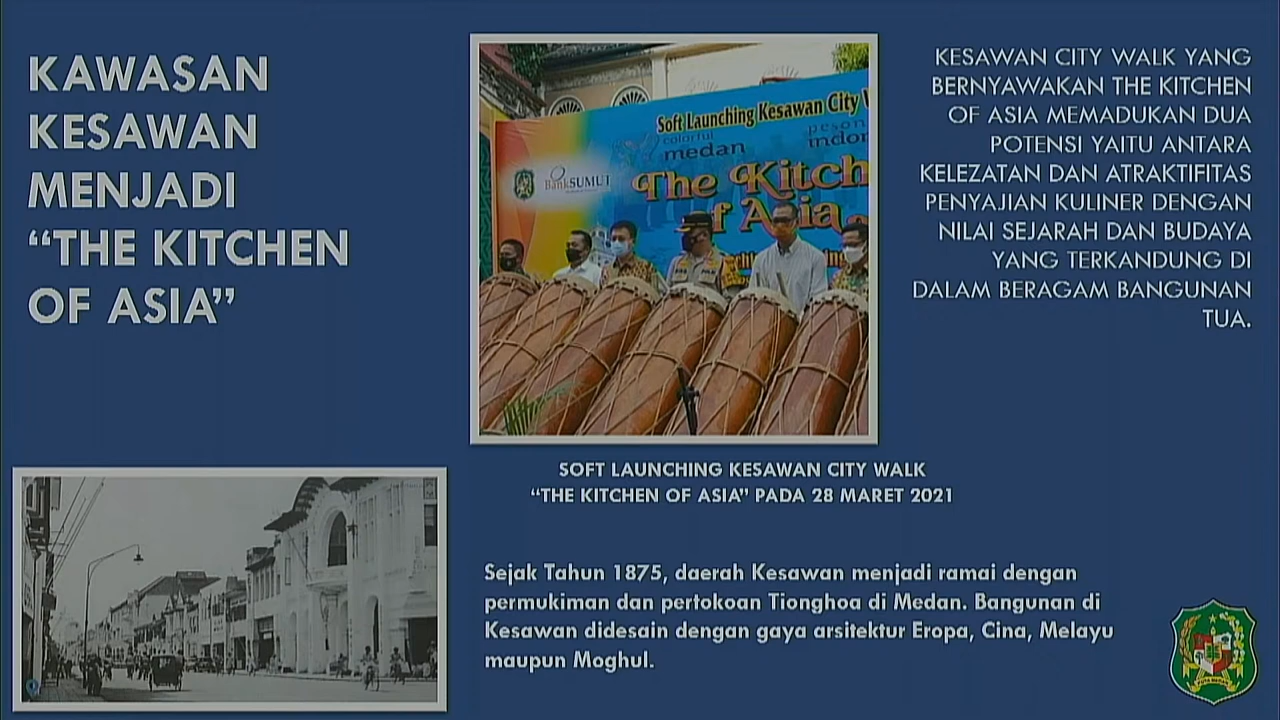 KAWASAN
KESAWAN
MENJADI
“THE KITCHEN
OF ASIA”
Soft Launching Kesawan City
colorful
medan
peson
indon
BankSUMUT
The Kitch
of Asia
KESAWAN CITY WALK YANG
BERNYAWAKAN THE KITCHEN
OF ASIA MEMADUKAN DUA
POTENSI YAITU ANTARA
KELEZATAN DAN ATRAKTIFITAS
PENYAJIAN KULINER DENGAN
NILAI SEJARAH DAN BUDAYA
YANG TERKANDUNG DI
DALAM BERAGAM BANGUNAN
TUA.
SOFT LAUNCHING KESAWAN CITY WALK
“THE KITCHEN OF ASIA” PADA 28 MARET 2021
Sejak Tahun 1875, daerah Kesawan menjadi ramai dengan
permukiman dan pertokoan Tionghoa di Medan. Bangunan di
Kesawan didesain dengan gaya arsitektur Eropa, Cina, Melayu
maupun Moghul.